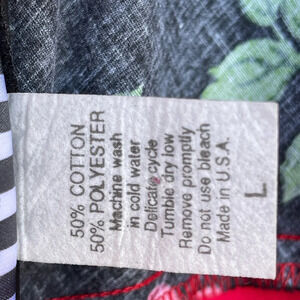 50% COTTON
50% POLYESTER
Machine wash
in cold water
Delicate cycle
Tumble dry low
Remove promptly
Do not use bleach
Made in U.S.A.
L